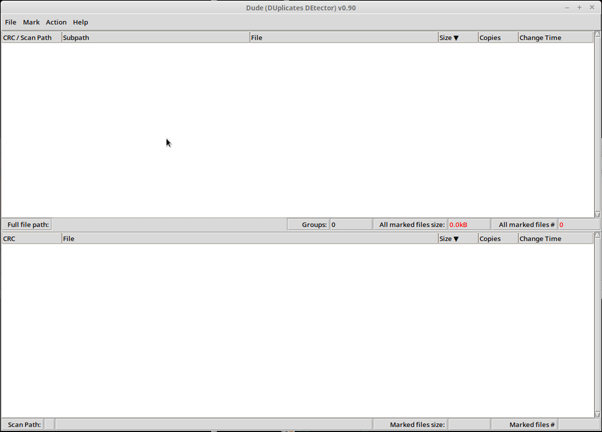 Dude (DUplicates DEtector) v0.90
File Mark Action Help
CRC / Scan Path Subpath File Size▼ Copies Change Time
Full file path: Groups: 0 All marked files size: 0.0kB All marked files # 0
CRC File Size▼ Copies Change Time
Scan Path: Marked files size: Marked files #